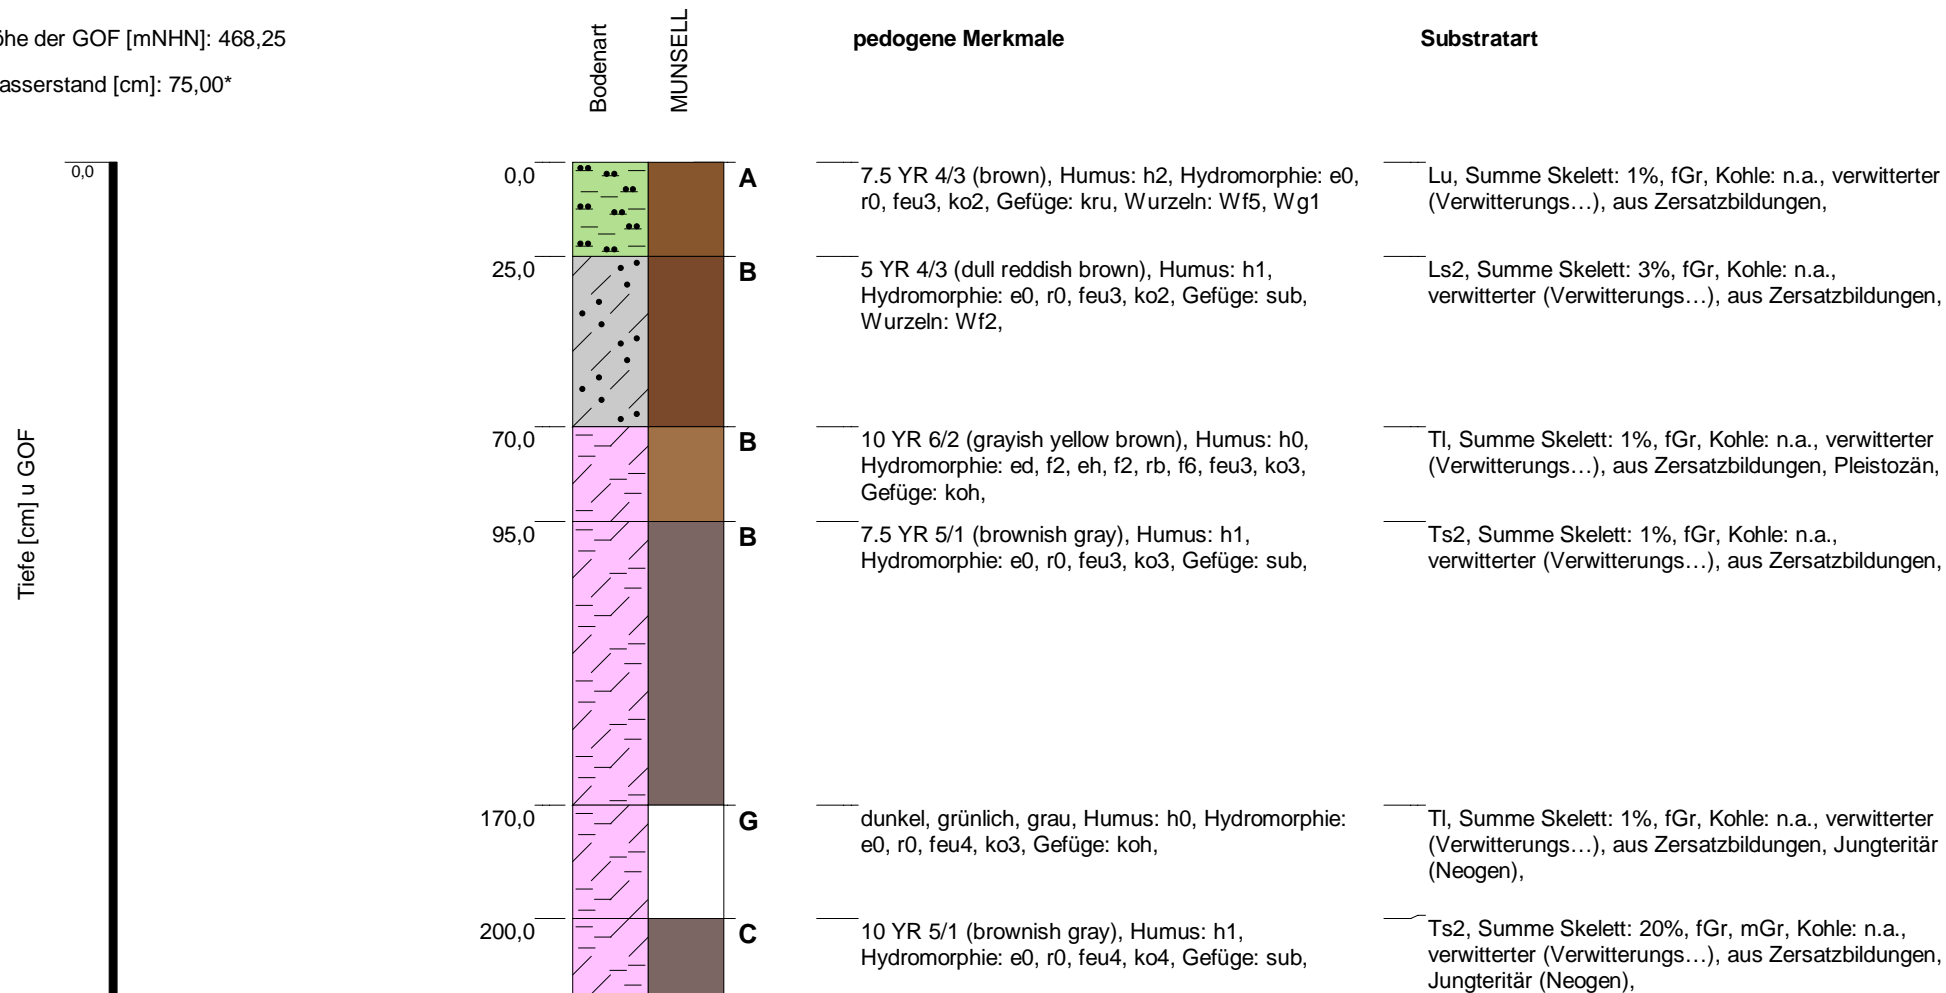 öhe der GOF [mNHN]: 468,25
asserstand [cm]: 75,00*
Bodenart
MUNSELL
pedogene Merkmale
Substratart
Tiefe [cm] u GOF
0,0
0,0
A
7.5 YR 4/3 (brown), Humus: h2, Hydromorphie: e0,
r0, feu3, ko2, Gefüge: kru, Wurzeln: Wf5, Wg1
Lu, Summe Skelett: 1%, fGr, Kohle: n.a., verwitterter
(Verwitterungs…), aus Zersatzbildungen,
25,0
B
5 YR 4/3 (dull reddish brown), Humus: h1,
Hydromorphie: e0, r0, feu3, ko2, Gefüge: sub,
Wurzeln: Wf2,
Ls2, Summe Skelett: 3%, fGr, Kohle: n.a.,
verwitterter (Verwitterungs…), aus Zersatzbildungen,
70,0
B
10 YR 6/2 (grayish yellow brown), Humus: h0,
Hydromorphie: ed, f2, eh, f2, rb, f6, feu3, ko3,
Gefüge: koh,
Tl, Summe Skelett: 1%, fGr, Kohle: n.a., verwitterter
(Verwitterungs…), aus Zersatzbildungen, Pleistozän,
95,0
B
7.5 YR 5/1 (brownish gray), Humus: h1,
Hydromorphie: e0, r0, feu3, ko3, Gefüge: sub,
Ts2, Summe Skelett: 1%, fGr, Kohle: n.a.,
verwitterter (Verwitterungs…), aus Zersatzbildungen,
170,0
G
dunkel, grünlich, grau, Humus: h0, Hydromorphie:
e0, r0, feu4, ko3, Gefüge: koh,
Tl, Summe Skelett: 1%, fGr, Kohle: n.a., verwitterter
(Verwitterungs…), aus Zersatzbildungen, Jungteritär
(Neogen),
200,0
C
10 YR 5/1 (brownish gray), Humus: h1,
Hydromorphie: e0, r0, feu4, ko4, Gefüge: sub,
Ts2, Summe Skelett: 20%, fGr, mGr, Kohle: n.a.,
verwitterter (Verwitterungs…), aus Zersatzbildungen,
Jungteritär (Neogen),